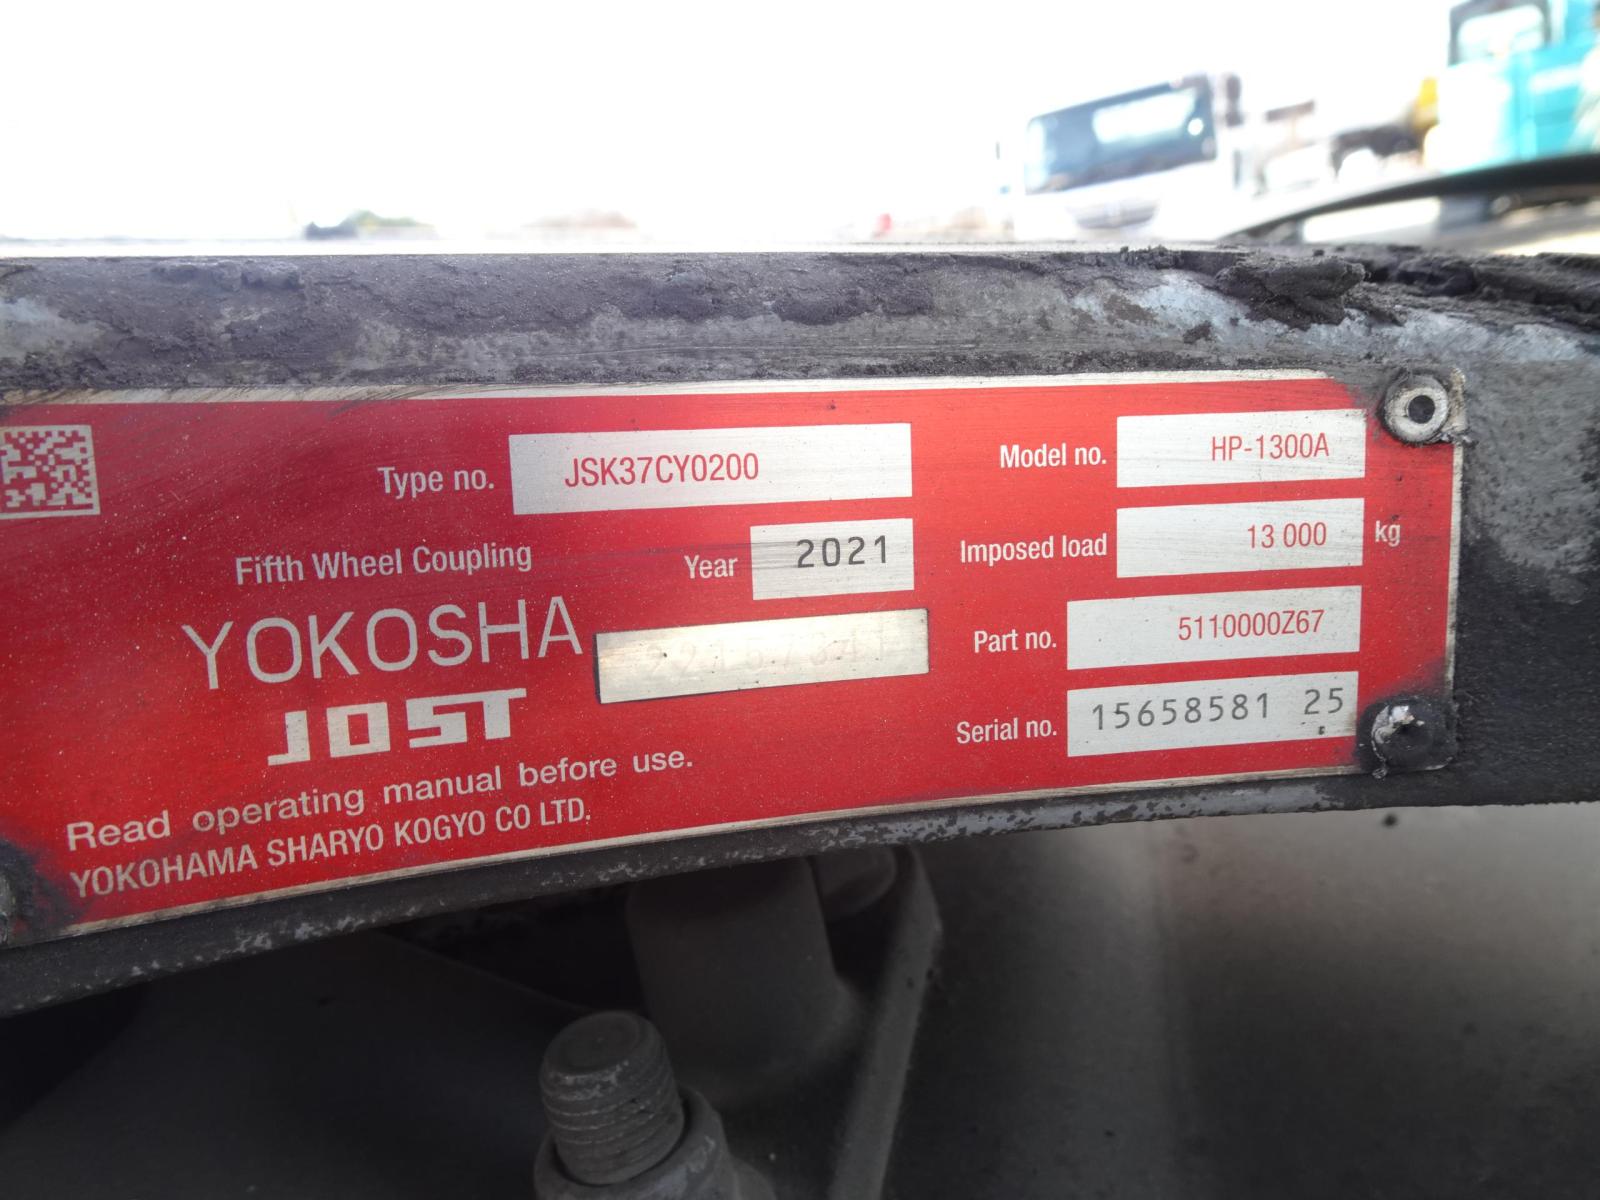 Type no. JSK37CY0200
Model no. HP-1300A
Fifth Wheel Coupling
Year 2021
Imposed load 13 000 kg
YOKOSHA
Part no. 5110000Z67
JOST
Serial no. 15658581 25
Read operating manual before use.
YOKOHAMA SHARYO KOGYO CO LTD.